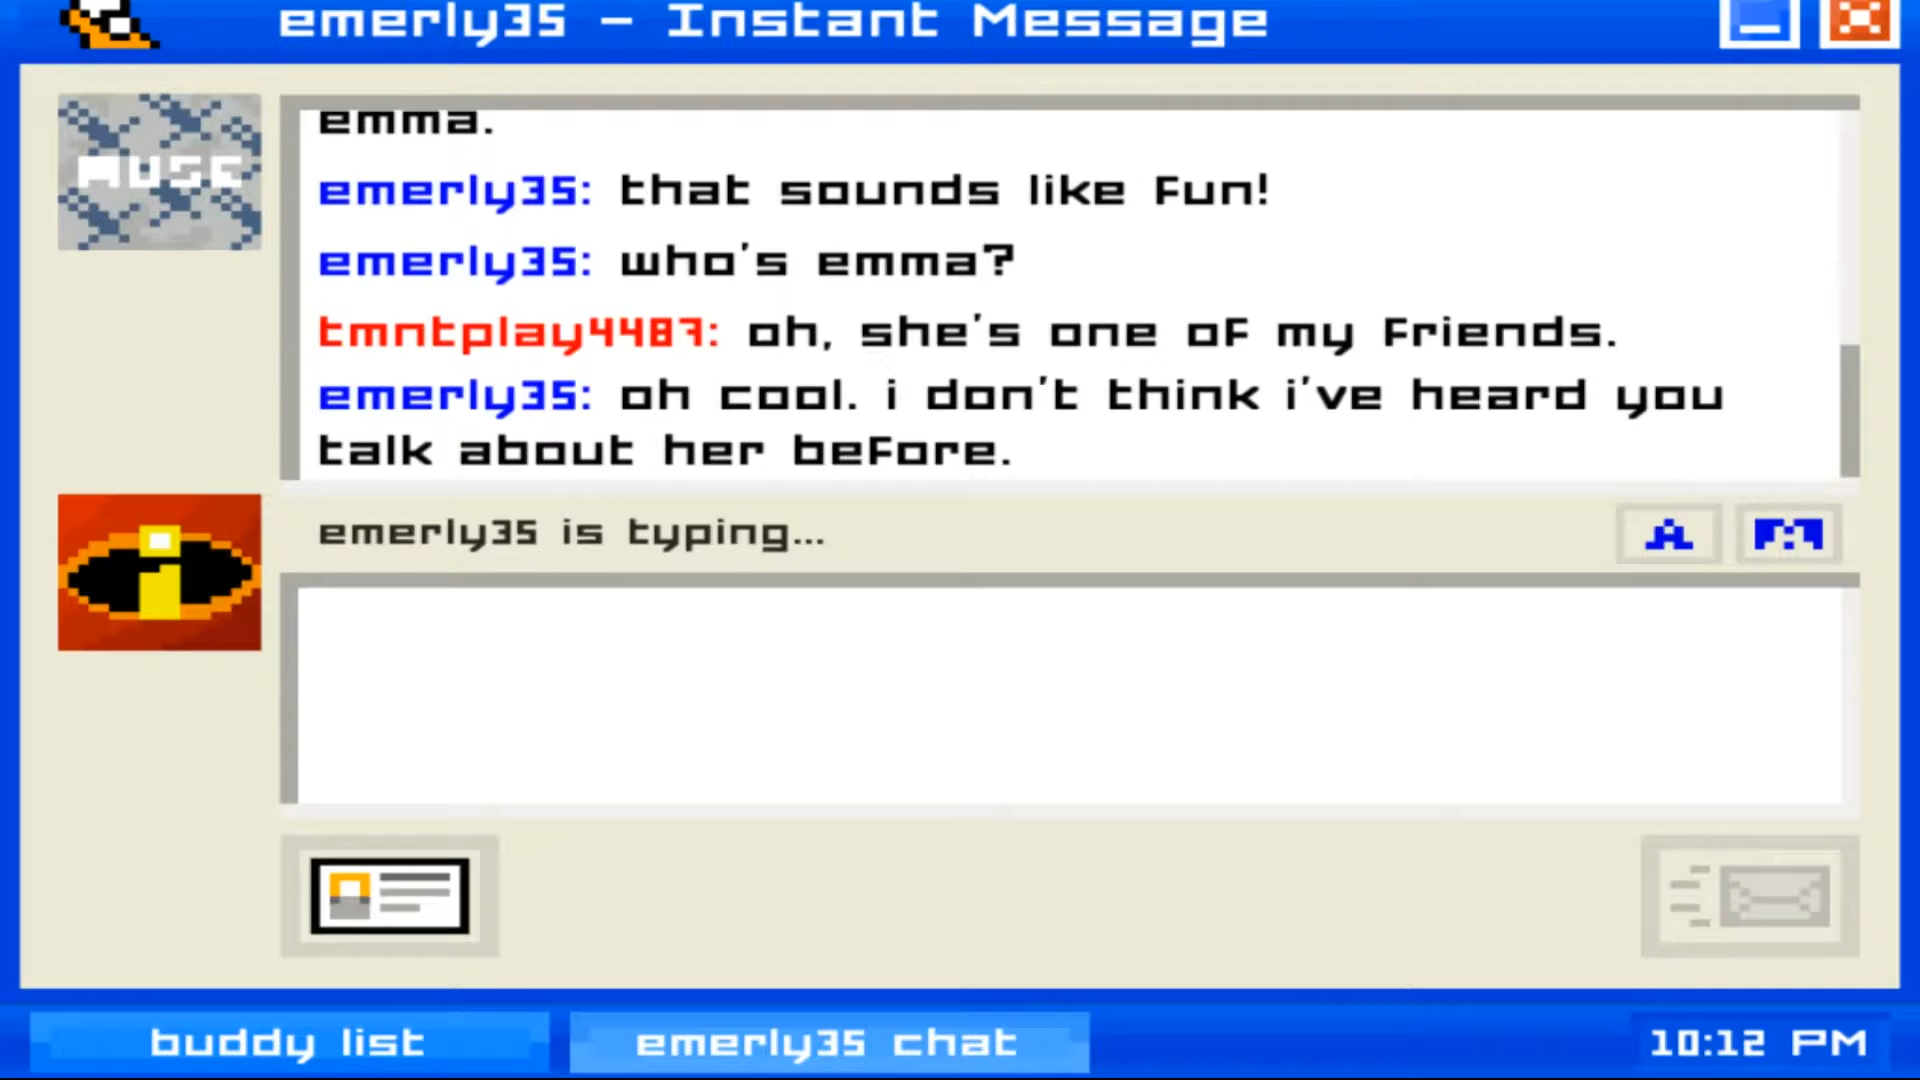 emerly35 - Instant Message
MUSE
emma.
emerly35: that sounds like fun!
emerly35: who's emma?
tmntplay4487: oh, she's one of my friends.
emerly35: oh cool. i don't think i've heard you
talk about her before.
emerly35 is typing...
A
buddy list
emerly35 chat
10:12 PM